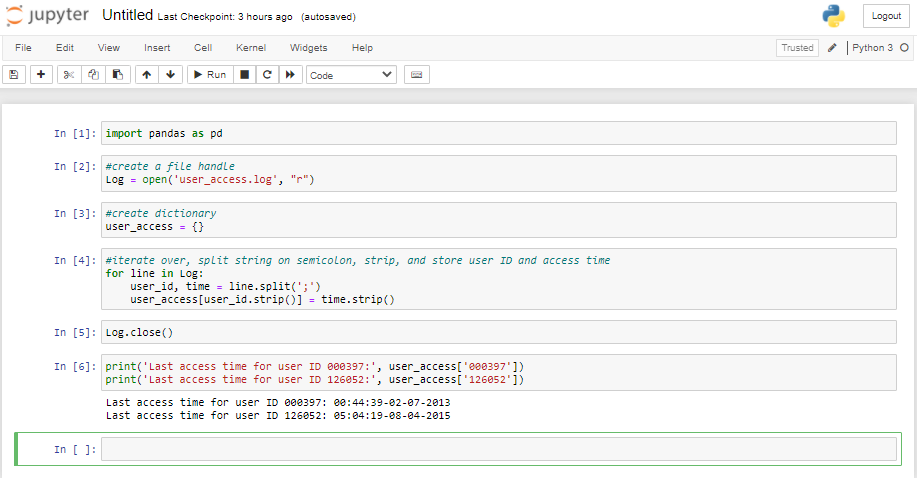 jupyter Untitled Last Checkpoint: 3 hours ago (autosaved)
Logout
File Edit View Insert Cell Kernel Widgets Help
Trusted Python 3
Run Code
In [1]: import pandas as pd
In [2]: #create a file handle
Log = open('user_access.log', "r")
In [3]: #create dictionary
user_access = {}
In [4]: #iterate over, split string on semicolon, strip, and store user ID and access time
for line in Log:
    user_id, time = line.split(';')
    user_access[user_id.strip()] = time.strip()
In [5]: Log.close()
In [6]: print('Last access time for user ID 000397:', user_access['000397'])
print('Last access time for user ID 126052:', user_access['126052'])
Last access time for user ID 000397: 00:44:39-02-07-2013
Last access time for user ID 126052: 05:04:19-08-04-2015
In [ ]: